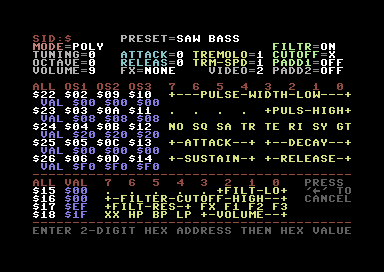 SID:$ PRESET=SAW BASS
MODE=POLY FILTR=ON
TUNING=0 ATTACK=0 TREMOLO=1 CUTOFF=X
OCTAVE=0 RELEAS=0 TRM-SPD=1 PADD1=OFF
VOLUME=9 FX=NONE VIDEO=2 PADD2=OFF
ALL OS1 OS2 OS3 7 6 5 4 3 2 1 0
$22 $02 $09 $10 +---PULSE-WIDTH-LOW---+
VAL $00 $00 $00
$23 $03 $0A $11 . . . . +PULS-HIGH+
VAL $08 $08 $08
$24 $04 $0B $12 NO SQ SA TR TE RI SY GT
VAL $20 $20 $20
$25 $05 $0C $13 +-ATTACK--+ +--DECAY--+
VAL $00 $00 $00
$26 $06 $0D $14 +-SUSTAIN-+ +-RELEASE-+
VAL $F0 $F0 $F0
ALL VAL 7 6 5 4 3 2 1 0 PRESS
$15 $00 . . . . . +FILT-LO+ '←' TO
$16 $00 +-FILTER-CUTOFF-HIGH--+ CANCEL
$17 $EF +FILT-RES-+ FX F1 F2 F3
$18 $1F XX HP BP LP +-VOLUME--+
ENTER 2-DIGIT HEX ADDRESS THEN HEX VALUE